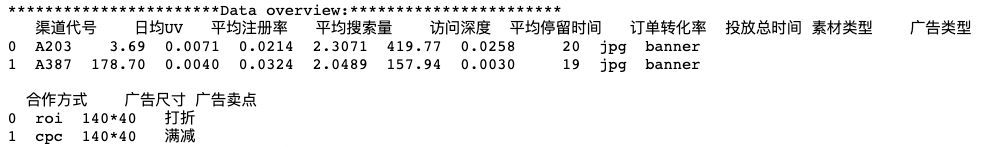 ***********************Data overview:***********************
渠道代号 日均UV 平均注册率 平均搜索量 访问深度 平均停留时间 订单转化率 投放总时间 素材类型 广告类型
0 A203 3.69 0.0071 0.0214 2.3071 419.77 0.0258 20 jpg banner
1 A387 178.70 0.0040 0.0324 2.0489 157.94 0.0030 19 jpg banner
合作方式 广告尺寸 广告卖点
0 roi 140*40 打折
1 cpc 140*40 满减